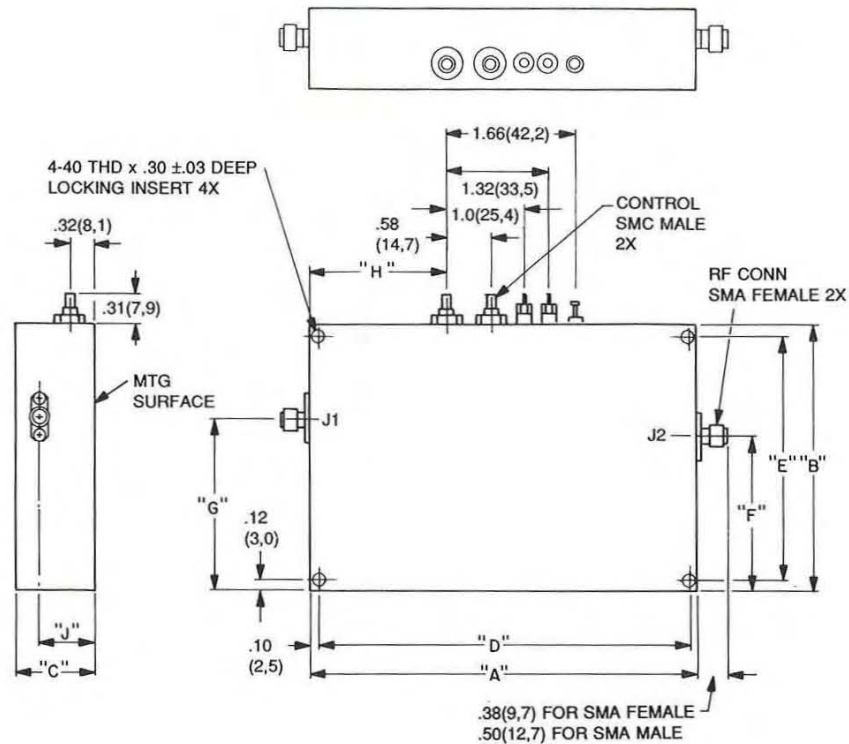 1.66(42,2)
4-40 THD x .30 ±.03 DEEP
LOCKING INSERT 4X
1.32(33,5)
.32(8,1)
.58
(14,7)
1.0(25,4)
CONTROL
SMC MALE
2X
"H"
RF CONN
SMA FEMALE 2X
.31(7,9)
MTG
SURFACE
J1
J2
"E"
"B"
"G"
"F"
.12
(3,0)
"J"
"C"
.10
(2,5)
"D"
"A"
.38(9,7) FOR SMA FEMALE
.50(12,7) FOR SMA MALE